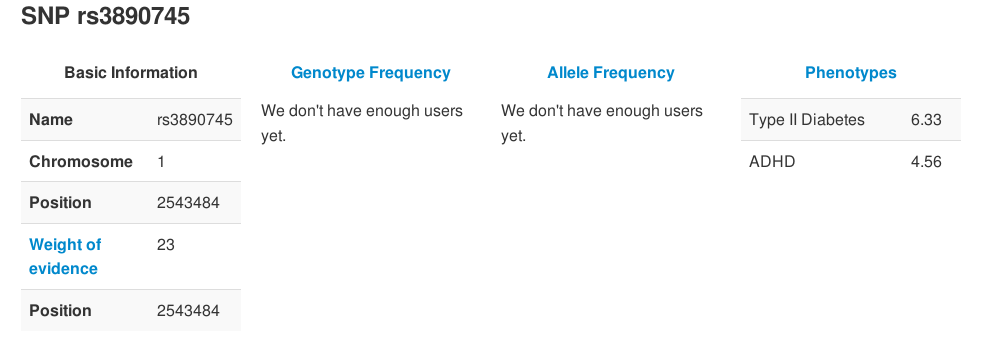 SNP rs3890745
Basic Information
Name rs3890745
Chromosome 1
Position 2543484
Weight of
evidence 23
Position 2543484
Genotype Frequency
We don't have enough users
yet.
Allele Frequency
We don't have enough users
yet.
Phenotypes
Type II Diabetes 6.33
ADHD 4.56